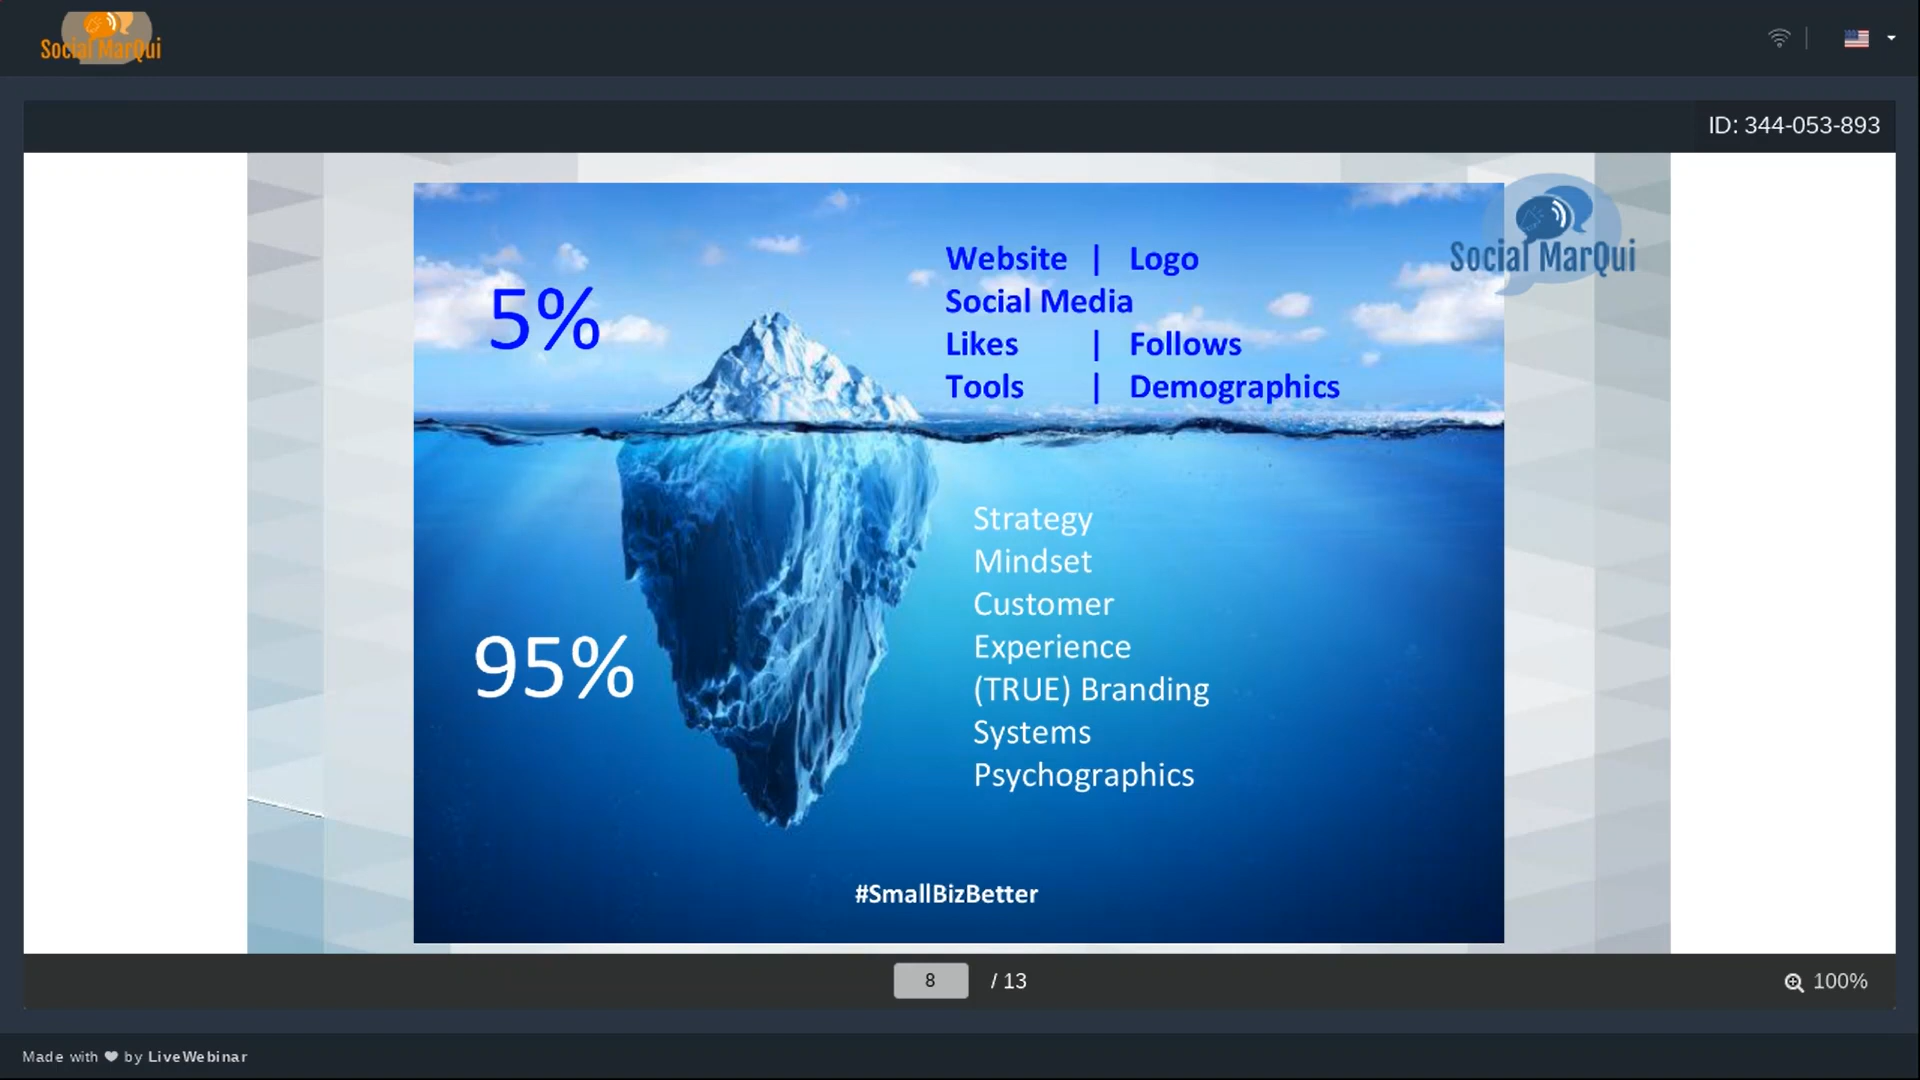 Social MarQui
ID: 344-053-893
Social MarQui
5%
Website | Logo
Social Media
Likes | Follows
Tools | Demographics
95%
Strategy
Mindset
Customer
Experience
(TRUE) Branding
Systems
Psychographics
#SmallBizBetter
8 / 13
100%
Made with ❤ by LiveWebinar